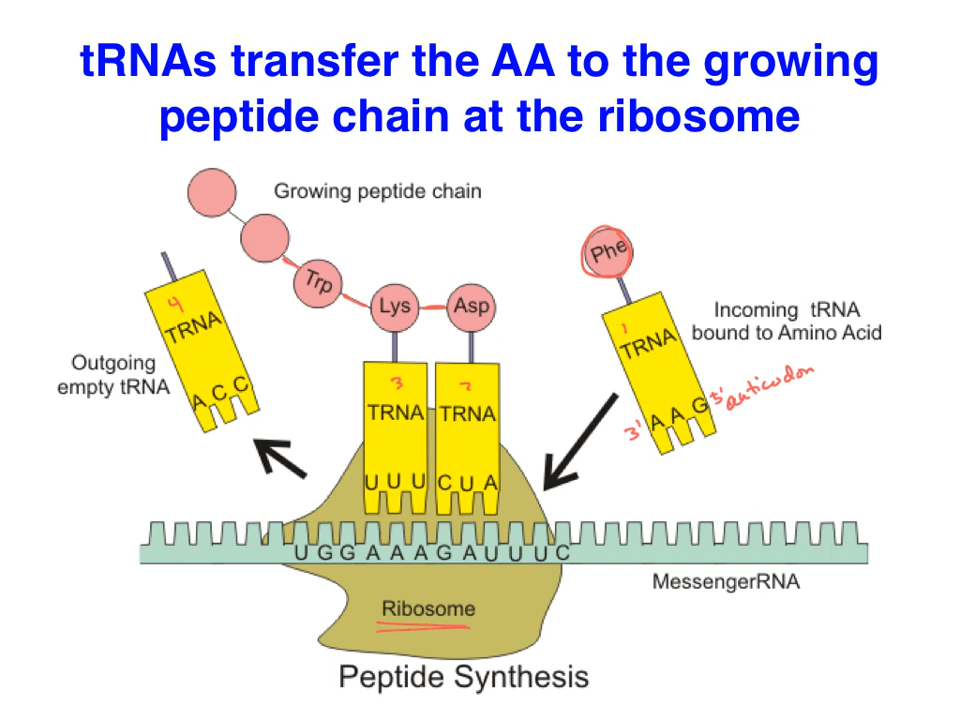 tRNAs transfer the AA to the growing
peptide chain at the ribosome
Growing peptide chain
Trp
Lys
Asp
Phe
4
TRNA
Outgoing
empty tRNA
A C C
3
TRNA
U U U
2
TRNA
C U A
1
TRNA
Incoming tRNA
bound to Amino Acid
3' A A G 5' anticodon
U G G A A A G A U U U C
MessengerRNA
Ribosome
Peptide Synthesis